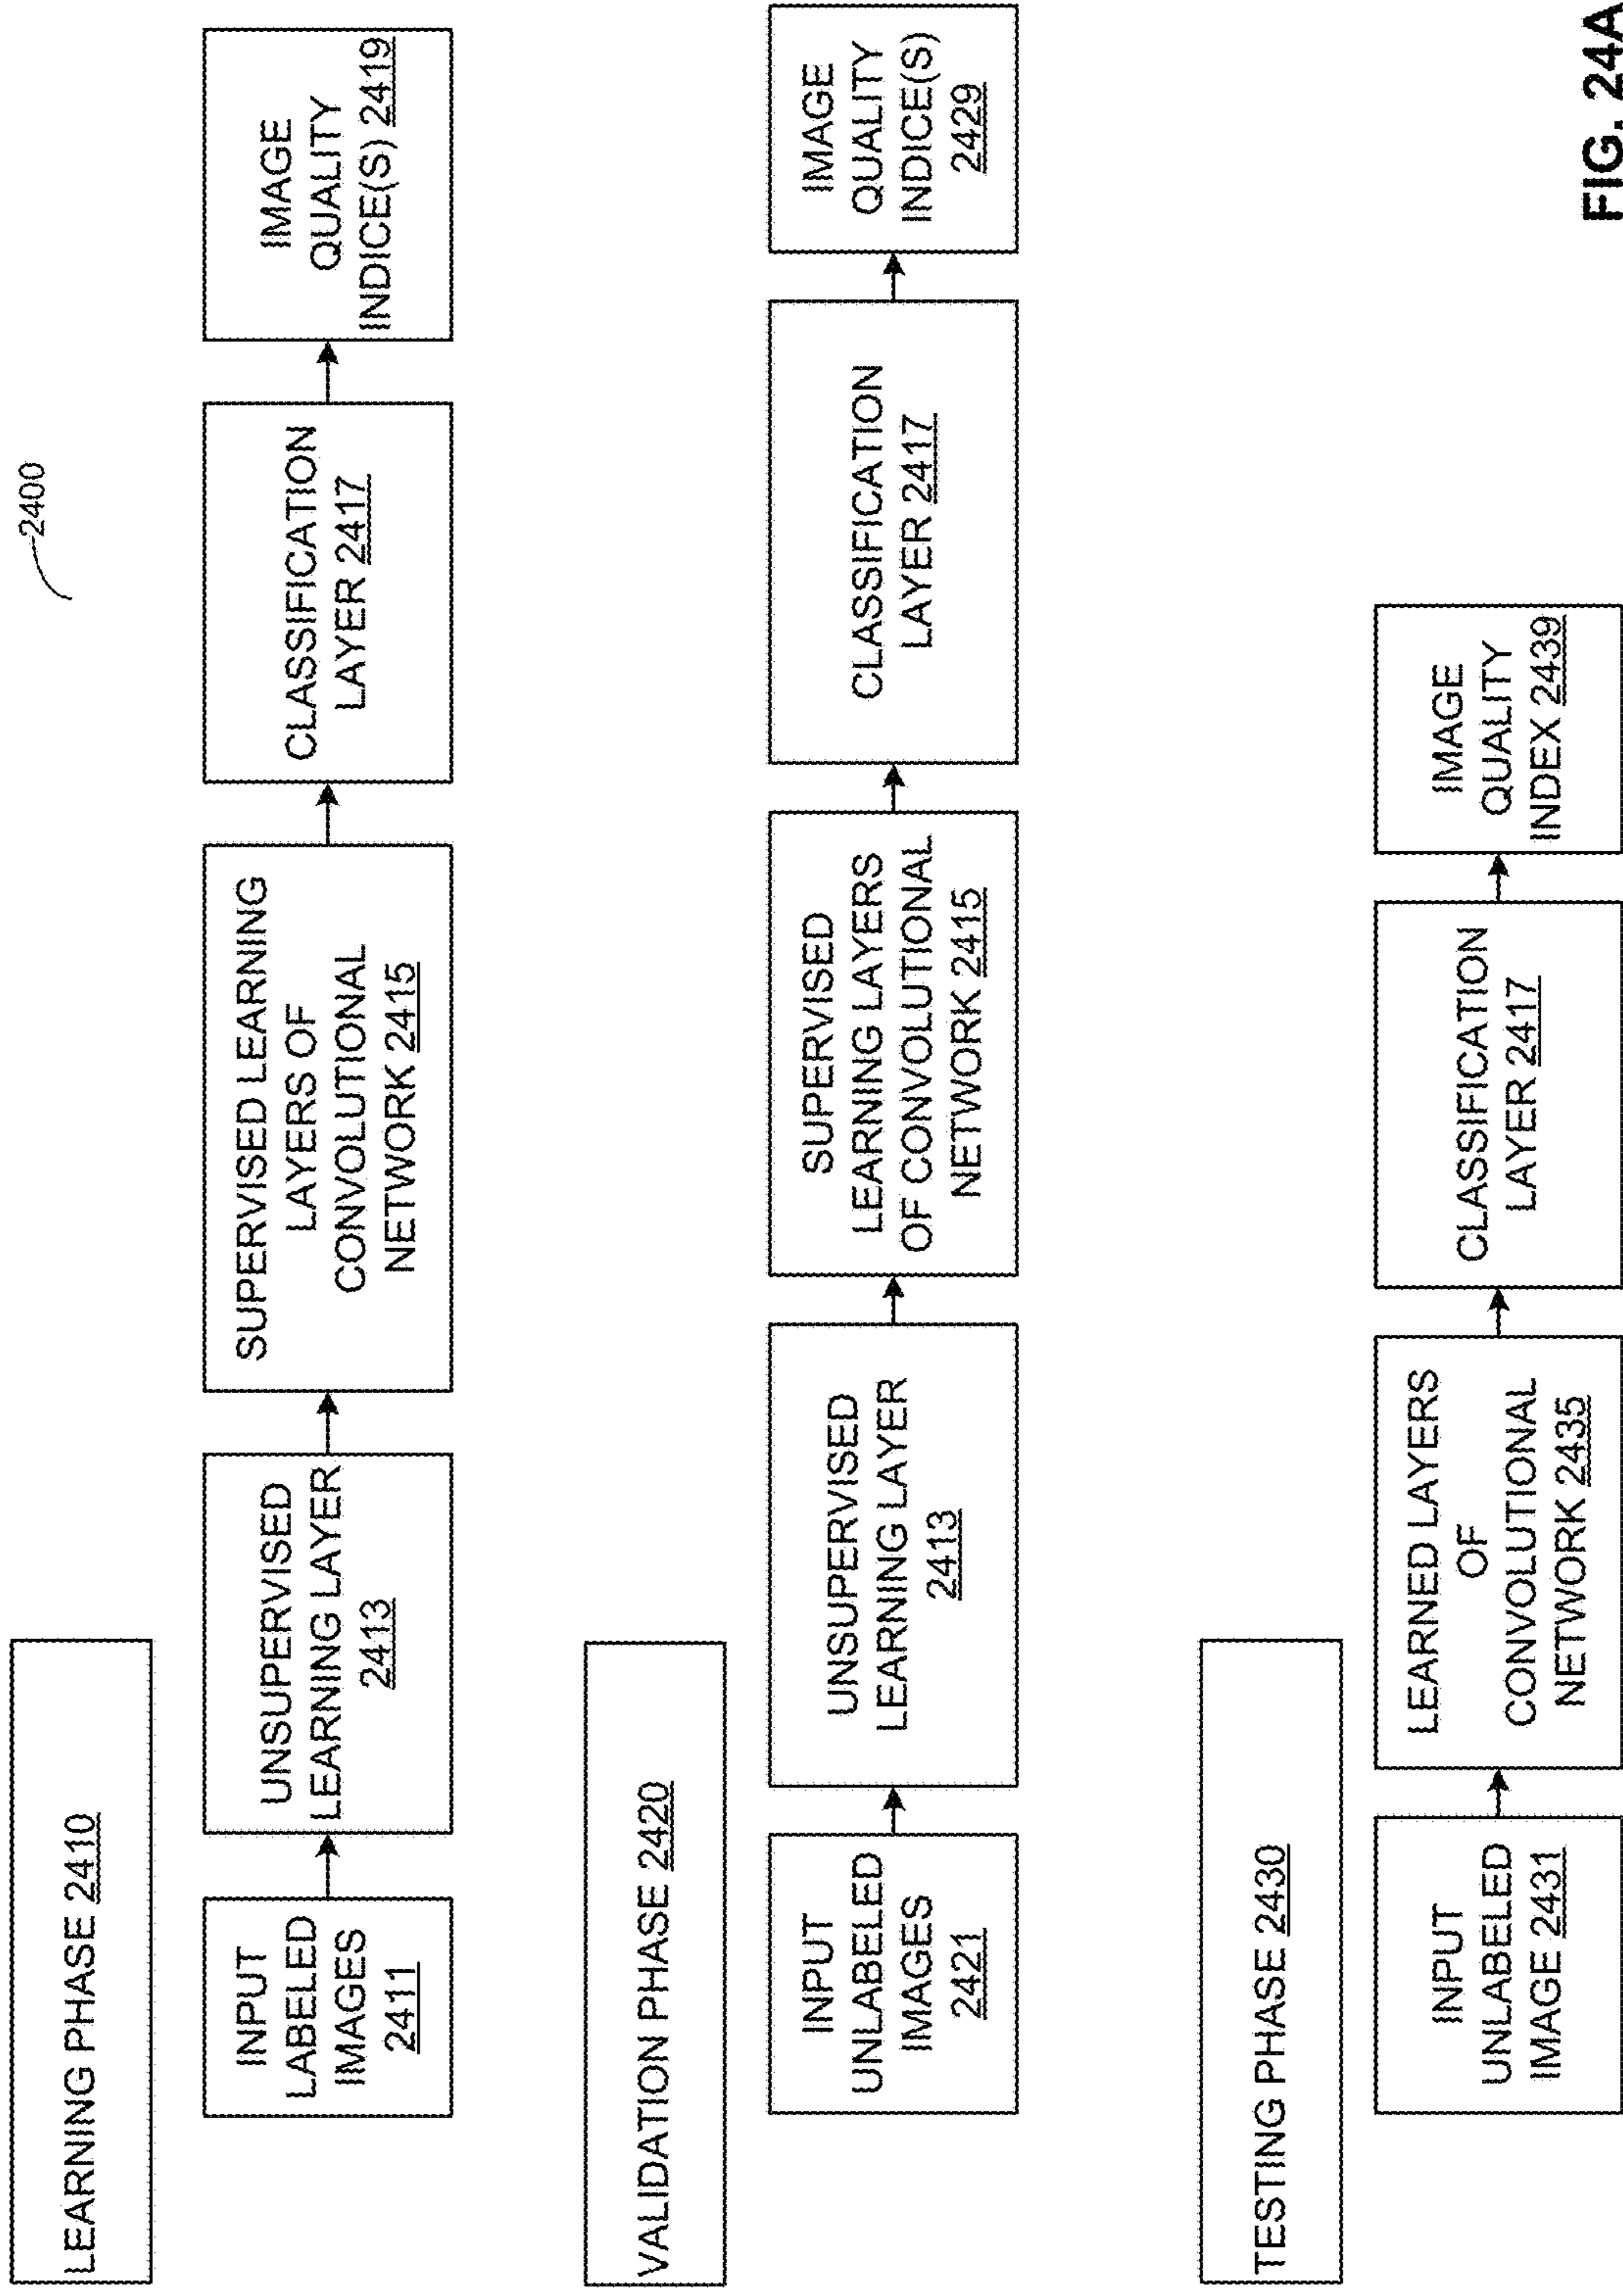 2400
LEARNING PHASE 2410
INPUT
LABELED
IMAGES
2411
UNSUPERVISED
LEARNING LAYER
2413
SUPERVISED LEARNING
LAYERS OF
CONVOLUTIONAL
NETWORK 2415
CLASSIFICATION
LAYER 2417
IMAGE
QUALITY
INDICE(S) 2419
VALIDATION PHASE 2420
INPUT
UNLABELED
IMAGES
2421
UNSUPERVISED
LEARNING LAYER
2413
SUPERVISED
LEARNING LAYERS
OF CONVOLUTIONAL
NETWORK 2415
CLASSIFICATION
LAYER 2417
IMAGE
QUALITY
INDICE(S)
2429
TESTING PHASE 2430
INPUT
UNLABELED
IMAGE 2431
LEARNED LAYERS
OF
CONVOLUTIONAL
NETWORK 2435
CLASSIFICATION
LAYER 2417
IMAGE
QUALITY
INDEX 2439
FIG. 24A